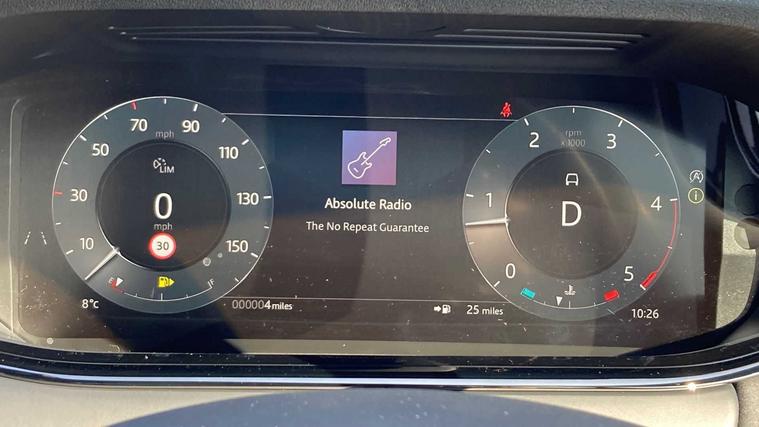 10
30
50
70
90
110
130
150
mph
LIM
0
mph
30
E
F
8°c
Absolute Radio
The No Repeat Guarantee
000004 miles
25 miles
0
1
2
3
4
5
rpm
x 1000
D
A
i
10:26